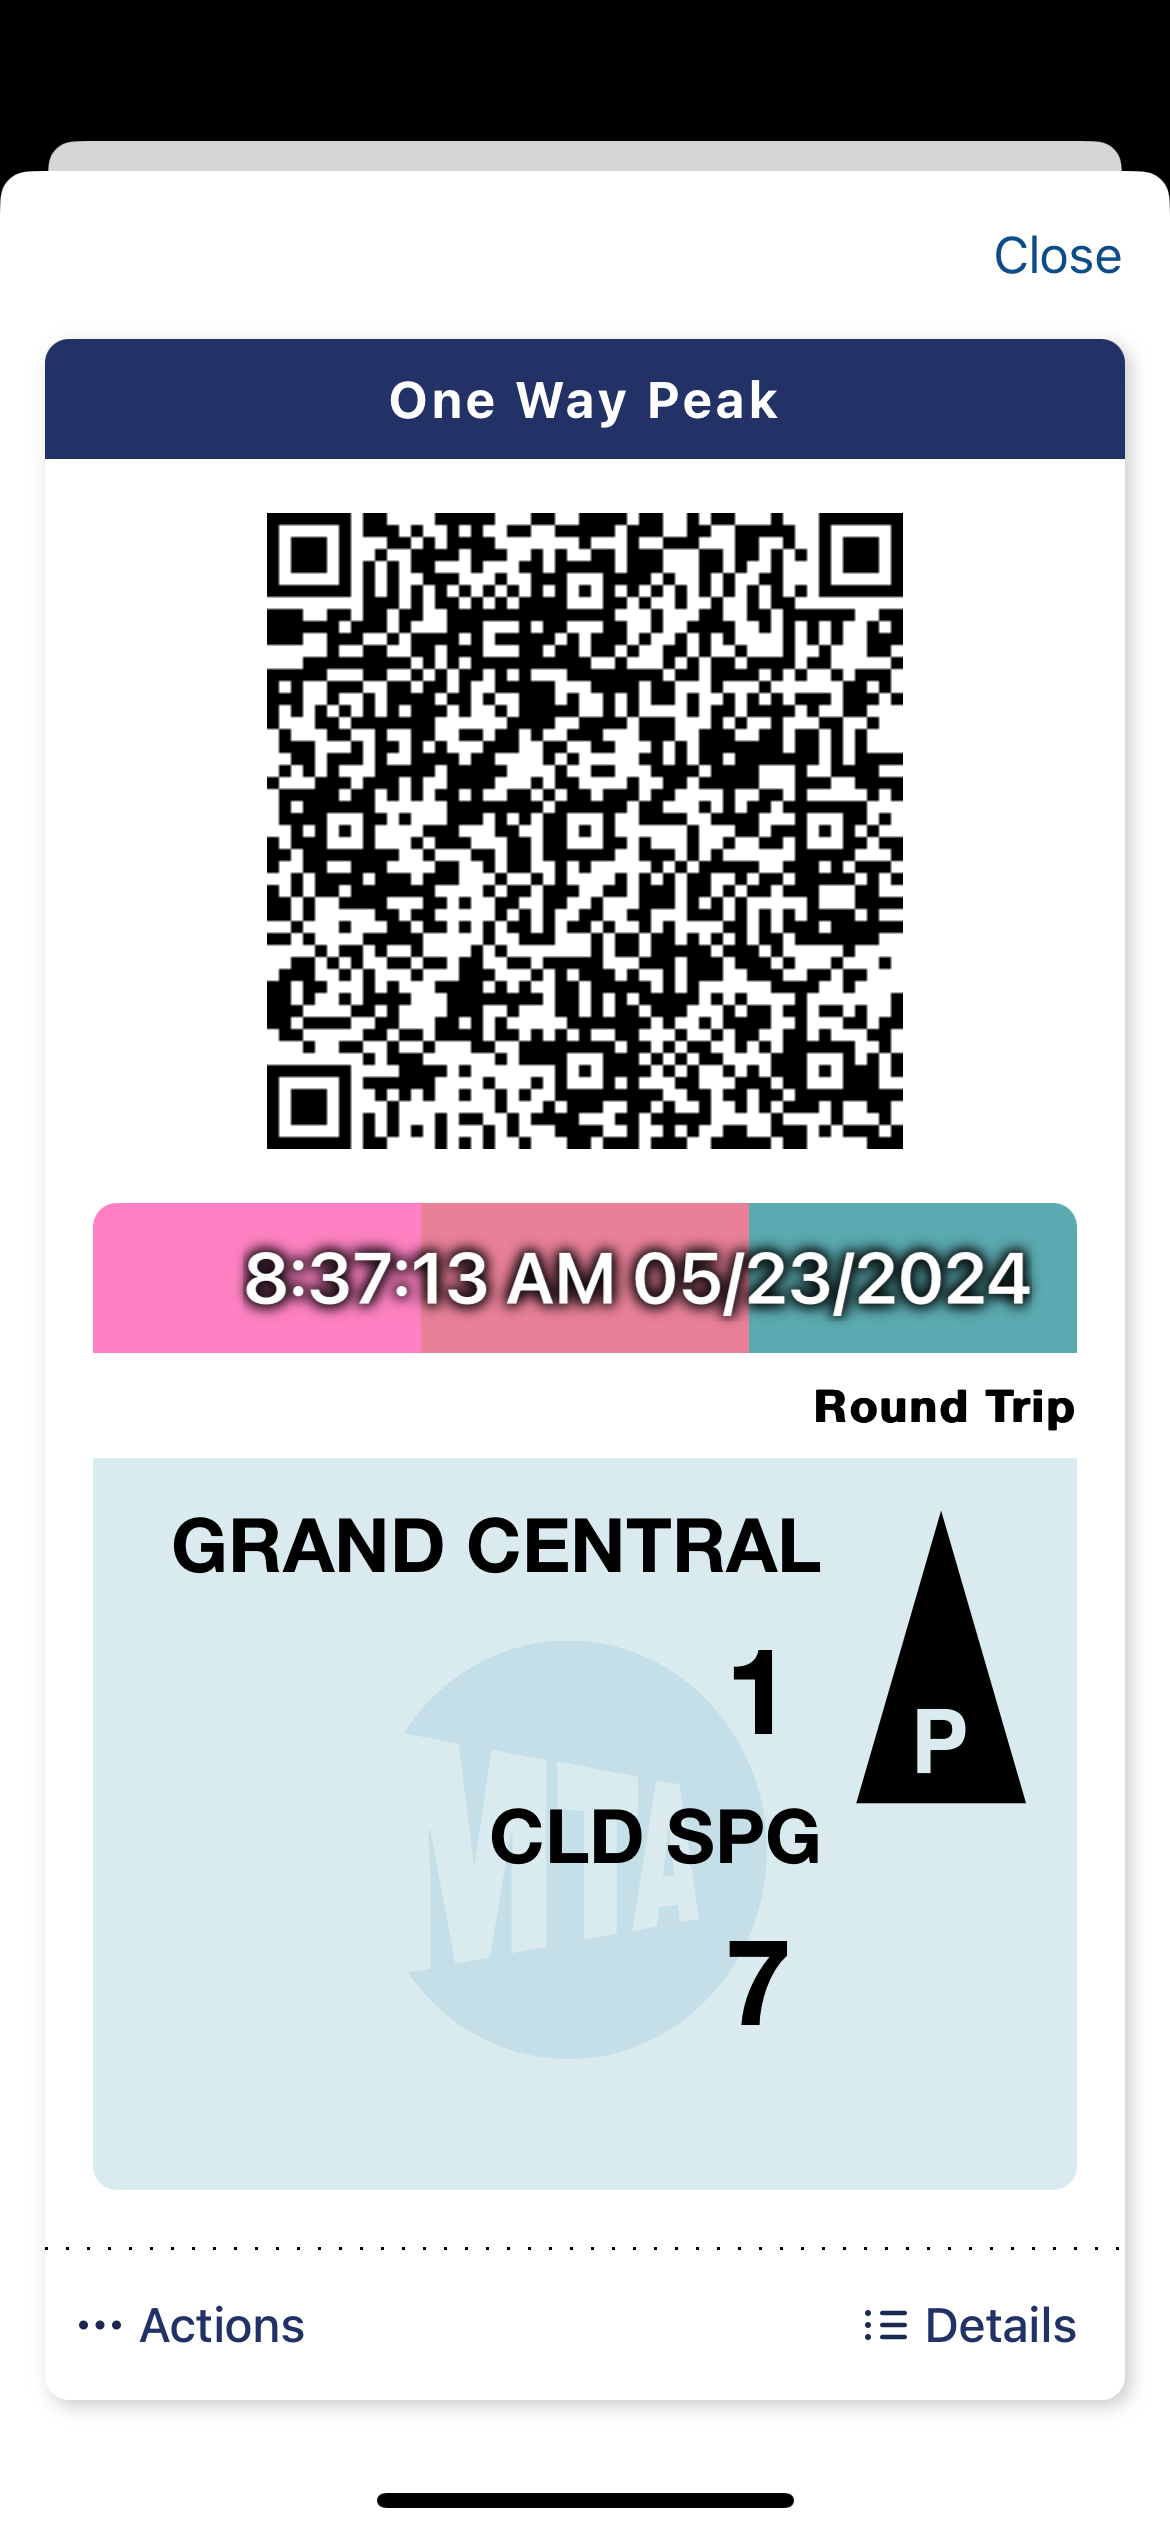 Close
One Way Peak
8:37:13 AM 05/23/2024
Round Trip
GRAND CENTRAL
1
P
MTA
CLD SPG
7
Actions
Details